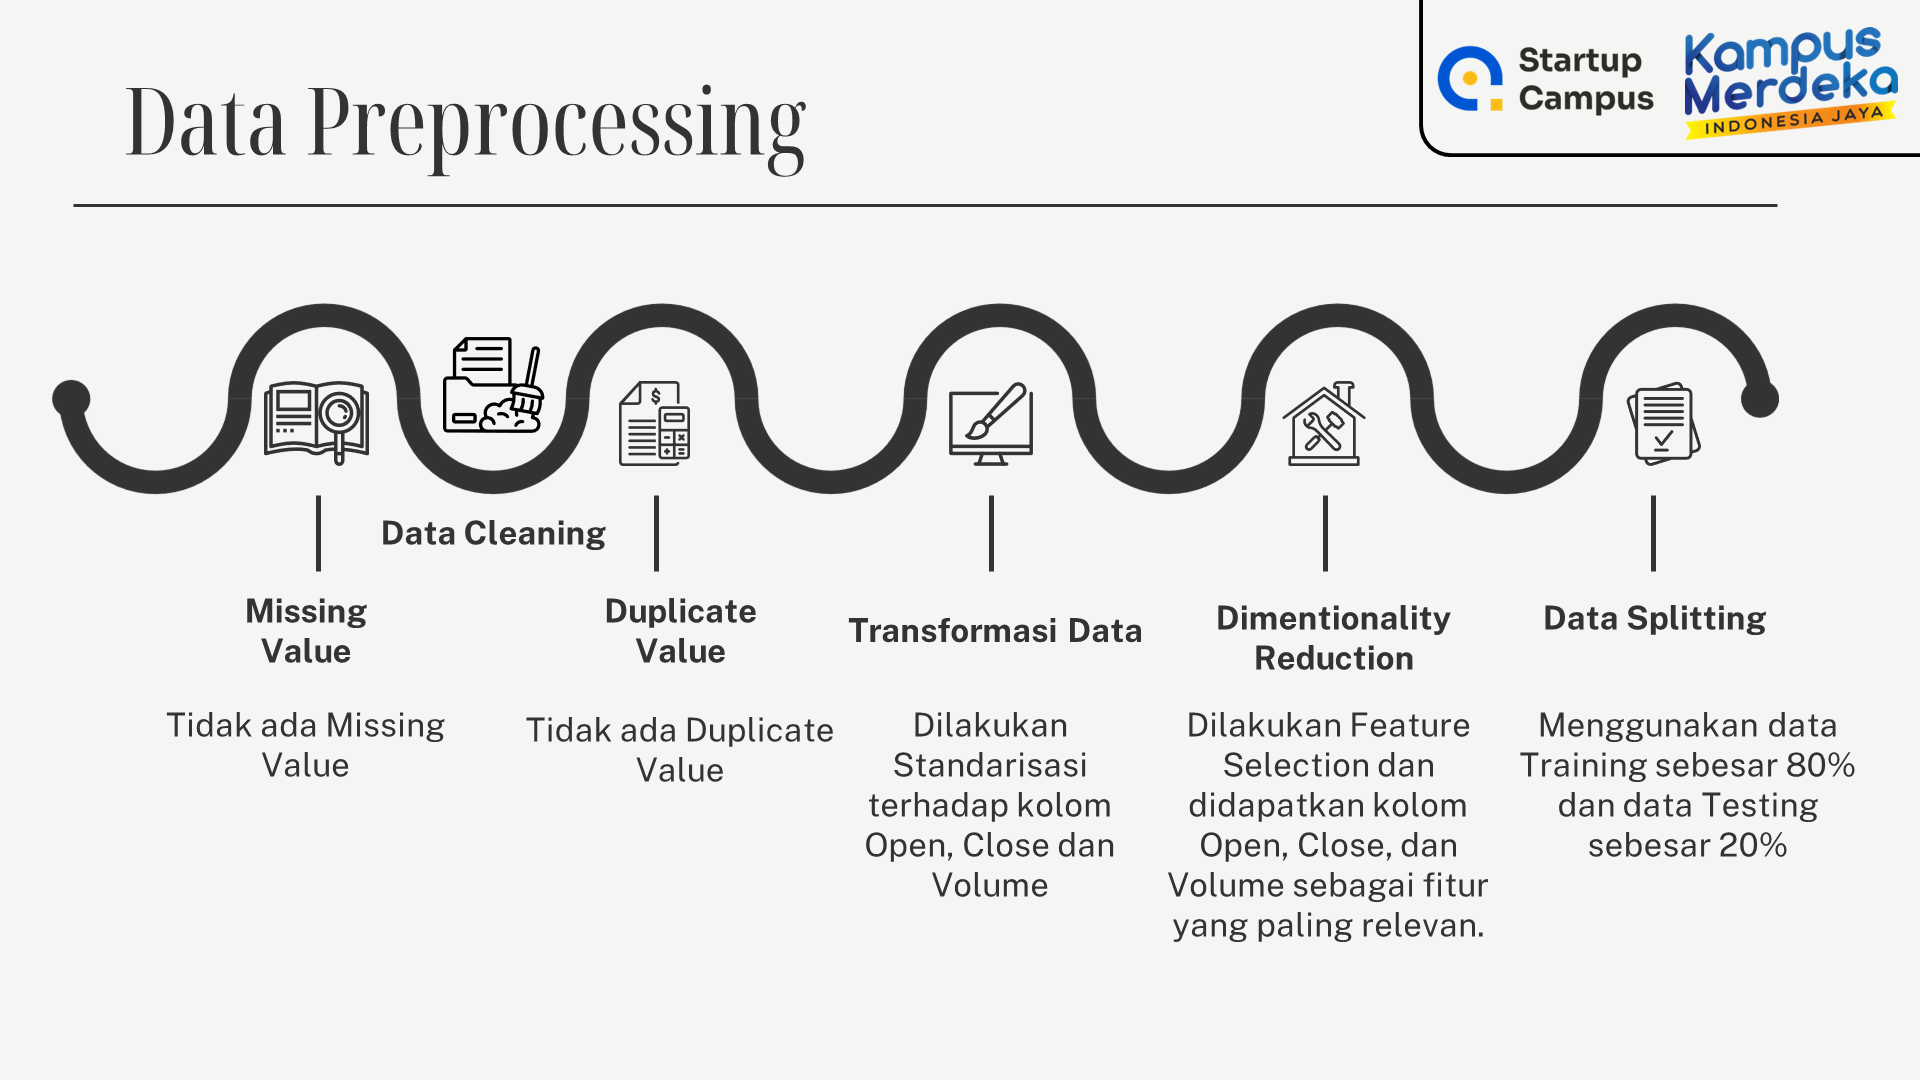 Data Preprocessing
Startup
Campus
Kampus
Merdeka
INDONESIA JAYA
$
Data Cleaning
Missing
Value
Tidak ada Missing
Value
Duplicate
Value
Tidak ada Duplicate
Value
Transformasi Data
Dilakukan
Standarisasi
terhadap kolom
Open, Close dan
Volume
Dimentionality
Reduction
Dilakukan Feature
Selection dan
didapatkan kolom
Open, Close, dan
Volume sebagai fitur
yang paling relevan.
Data Splitting
Menggunakan data
Training sebesar 80%
dan data Testing
sebesar 20%